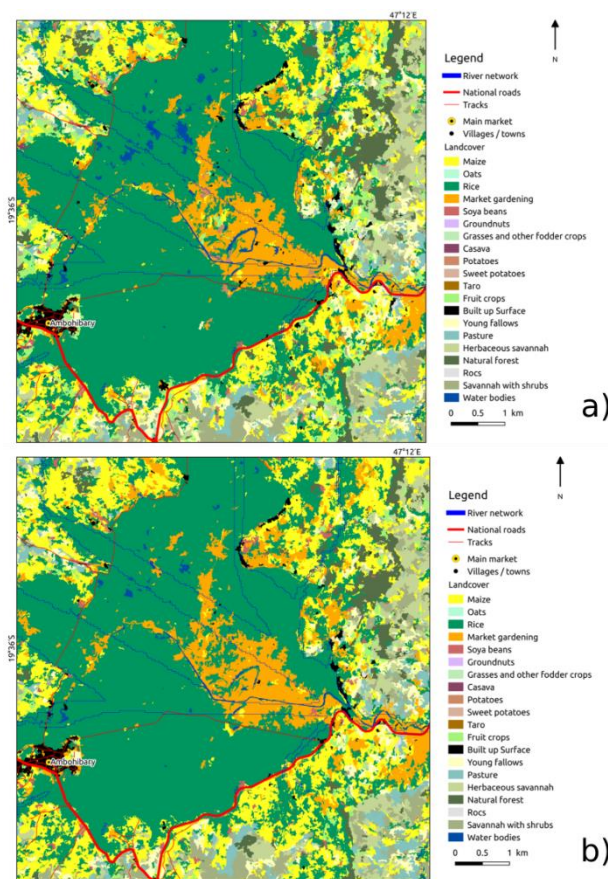 47°12'E
19°36'S
Ambohibary
Legend
N
River network
National roads
Tracks
Main market
Villages / towns
Landcover
Maize
Oats
Rice
Market gardening
Soya beans
Groundnuts
Grasses and other fodder crops
Casava
Potatoes
Sweet potatoes
Taro
Fruit crops
Built up Surface
Young fallows
Pasture
Herbaceous savannah
Natural forest
Rocs
Savannah with shrubs
Water bodies
0 0.5 1 km
a)
47°12'E
19°36'S
Ambohibary
N
Legend
River network
National roads
Tracks
Main market
Villages / towns
Landcover
Maize
Oats
Rice
Market gardening
Soya beans
Groundnuts
Grasses and other fodder crops
Casava
Potatoes
Sweet potatoes
Taro
Fruit crops
Built up Surface
Young fallows
Pasture
Herbaceous savannah
Natural forest
Rocs
Savannah with shrubs
Water bodies
0 0.5 1 km
b)